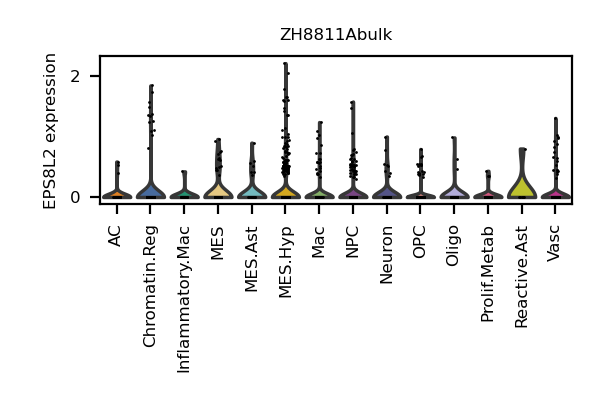 ZH8811Abulk
EPS8L2 expression
2
0
AC
Chromatin.Reg
Inflammatory.Mac
MES
MES.Ast
MES.Hyp
Mac
NPC
Neuron
OPC
Oligo
Prolif.Metab
Reactive.Ast
Vasc